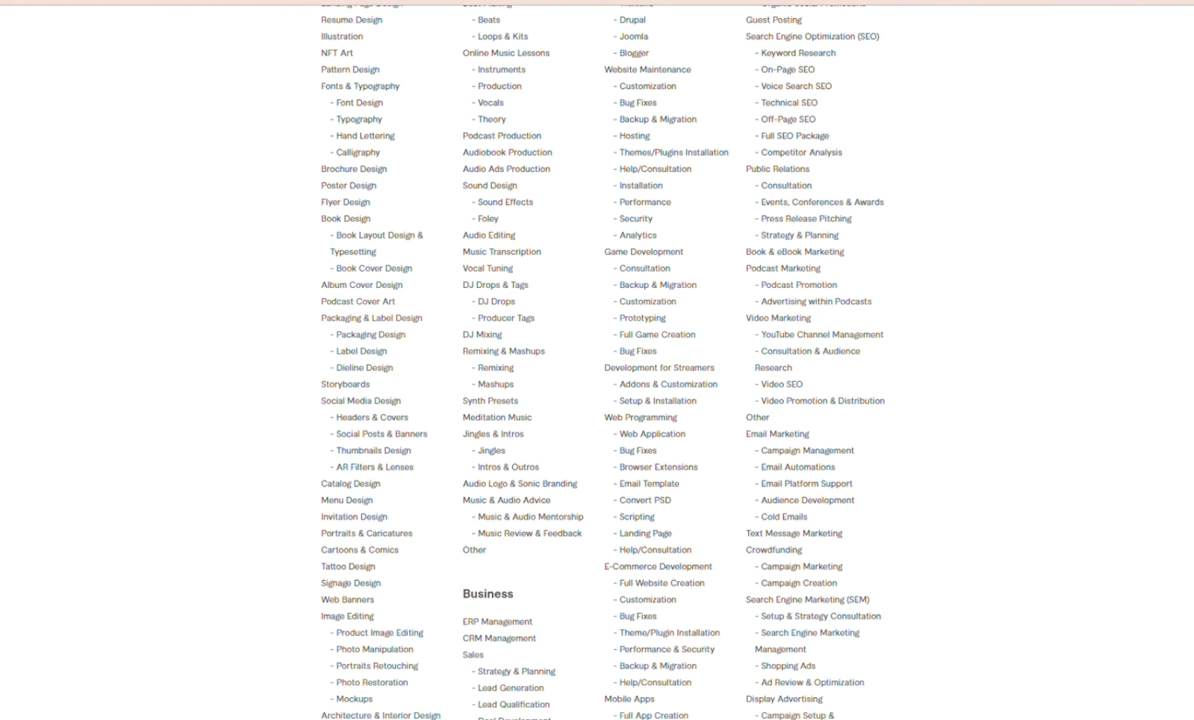 Resume Design
Illustration
NFT Art
Pattern Design
Fonts & Typography
- Font Design
- Typography
- Hand Lettering
- Calligraphy
Brochure Design
Poster Design
Flyer Design
Book Design
- Book Layout Design &
Typesetting
- Book Cover Design
Album Cover Design
Podcast Cover Art
Packaging & Label Design
- Packaging Design
- Label Design
- Dieline Design
Storyboards
Social Media Design
- Headers & Covers
- Social Posts & Banners
- Thumbnails Design
- AR Filters & Lenses
Catalog Design
Menu Design
Invitation Design
Portraits & Caricatures
Cartoons & Comics
Tattoo Design
Signage Design
Web Banners
Image Editing
- Product Image Editing
- Photo Manipulation
- Portraits Retouching
- Photo Restoration
- Mockups
Architecture & Interior Design
- Beats
- Loops & Kits
Online Music Lessons
- Instruments
- Production
- Vocals
- Theory
Podcast Production
Audiobook Production
Audio Ads Production
Sound Design
- Sound Effects
- Foley
Audio Editing
Music Transcription
Vocal Tuning
DJ Drops & Tags
- DJ Drops
- Producer Tags
DJ Mixing
Remixing & Mashups
- Remixing
- Mashups
Synth Presets
Meditation Music
Jingles & Intros
- Jingles
- Intros & Outros
Audio Logo & Sonic Branding
Music & Audio Advice
- Music & Audio Mentorship
- Music Review & Feedback
Other
Business
ERP Management
CRM Management
Sales
- Strategy & Planning
- Lead Generation
- Lead Qualification
- Drupal
- Joomla
- Blogger
Website Maintenance
- Customization
- Bug Fixes
- Backup & Migration
- Hosting
- Themes/Plugins Installation
- Help/Consultation
- Installation
- Performance
- Security
- Analytics
Game Development
- Consultation
- Backup & Migration
- Customization
- Prototyping
- Full Game Creation
- Bug Fixes
Development for Streamers
- Addons & Customization
- Setup & Installation
Web Programming
- Web Application
- Bug Fixes
- Browser Extensions
- Email Template
- Convert PSD
- Scripting
- Landing Page
- Help/Consultation
E-Commerce Development
- Full Website Creation
- Customization
- Bug Fixes
- Theme/Plugin Installation
- Performance & Security
- Backup & Migration
- Help/Consultation
Mobile Apps
- Full App Creation
Guest Posting
Search Engine Optimization (SEO)
- Keyword Research
- On-Page SEO
- Voice Search SEO
- Technical SEO
- Off-Page SEO
- Full SEO Package
- Competitor Analysis
Public Relations
- Consultation
- Events, Conferences & Awards
- Press Release Pitching
- Strategy & Planning
Book & eBook Marketing
Podcast Marketing
- Podcast Promotion
- Advertising within Podcasts
Video Marketing
- YouTube Channel Management
- Consultation & Audience
Research
- Video SEO
- Video Promotion & Distribution
Other
Email Marketing
- Campaign Management
- Email Automations
- Email Platform Support
- Audience Development
- Cold Emails
Text Message Marketing
Crowdfunding
- Campaign Marketing
- Campaign Creation
Search Engine Marketing (SEM)
- Setup & Strategy Consultation
- Search Engine Marketing
Management
- Shopping Ads
- Ad Review & Optimization
Display Advertising
- Campaign Setup &